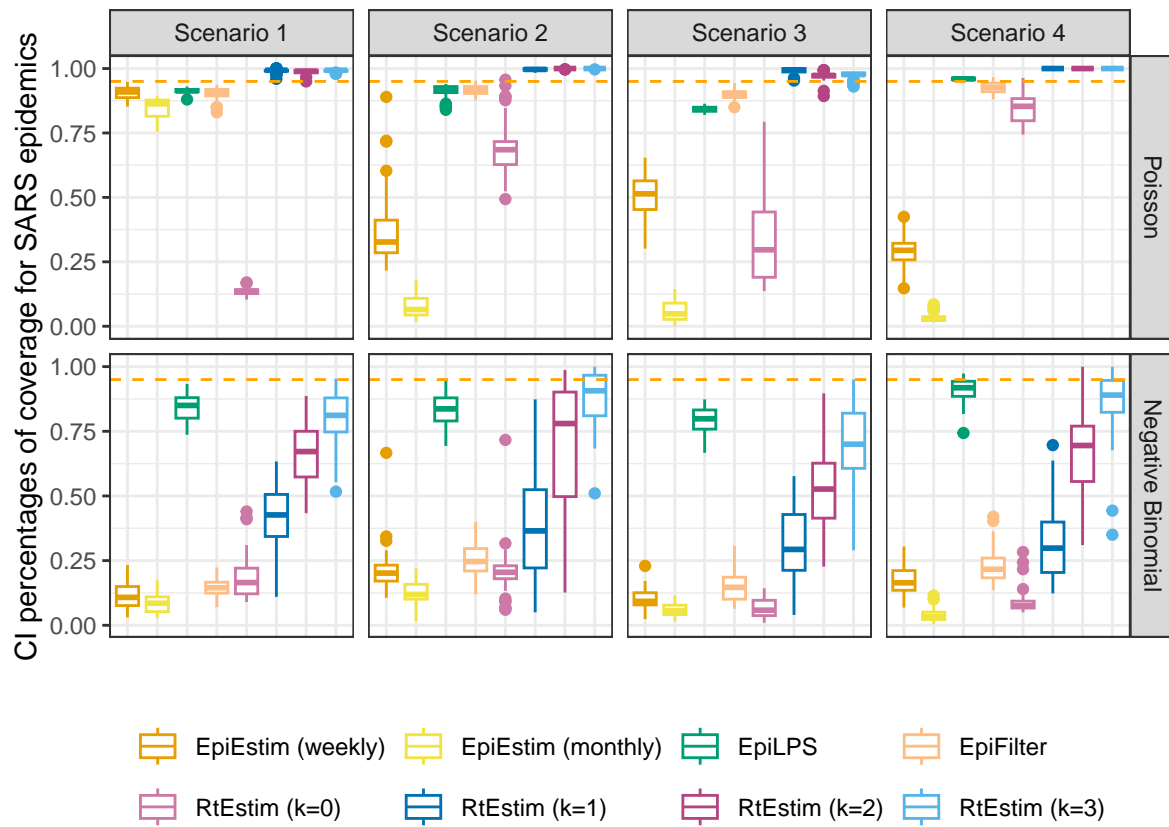 Scenario 1
Scenario 2
Scenario 3
Scenario 4
CI percentages of coverage for SARS epidemics
1.00
0.75
0.50
0.25
0.00
Poisson
1.00
0.75
0.50
0.25
0.00
Negative Binomial
EpiEstim (weekly)
EpiEstim (monthly)
EpiLPS
EpiFilter
RtEstim (k=0)
RtEstim (k=1)
RtEstim (k=2)
RtEstim (k=3)